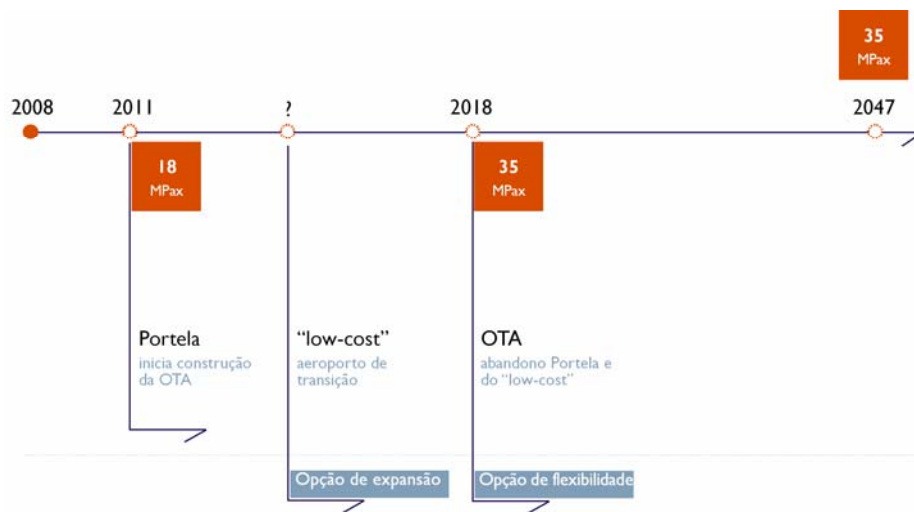 35
MPax
2008
2011
?
2018
2047
18
MPax
35
MPax
Portela
inicia construção
da OTA
“low-cost”
aeroporto de
transição
OTA
abandono Portela e
do “low-cost”
Opção de expansão
Opção de flexibilidade